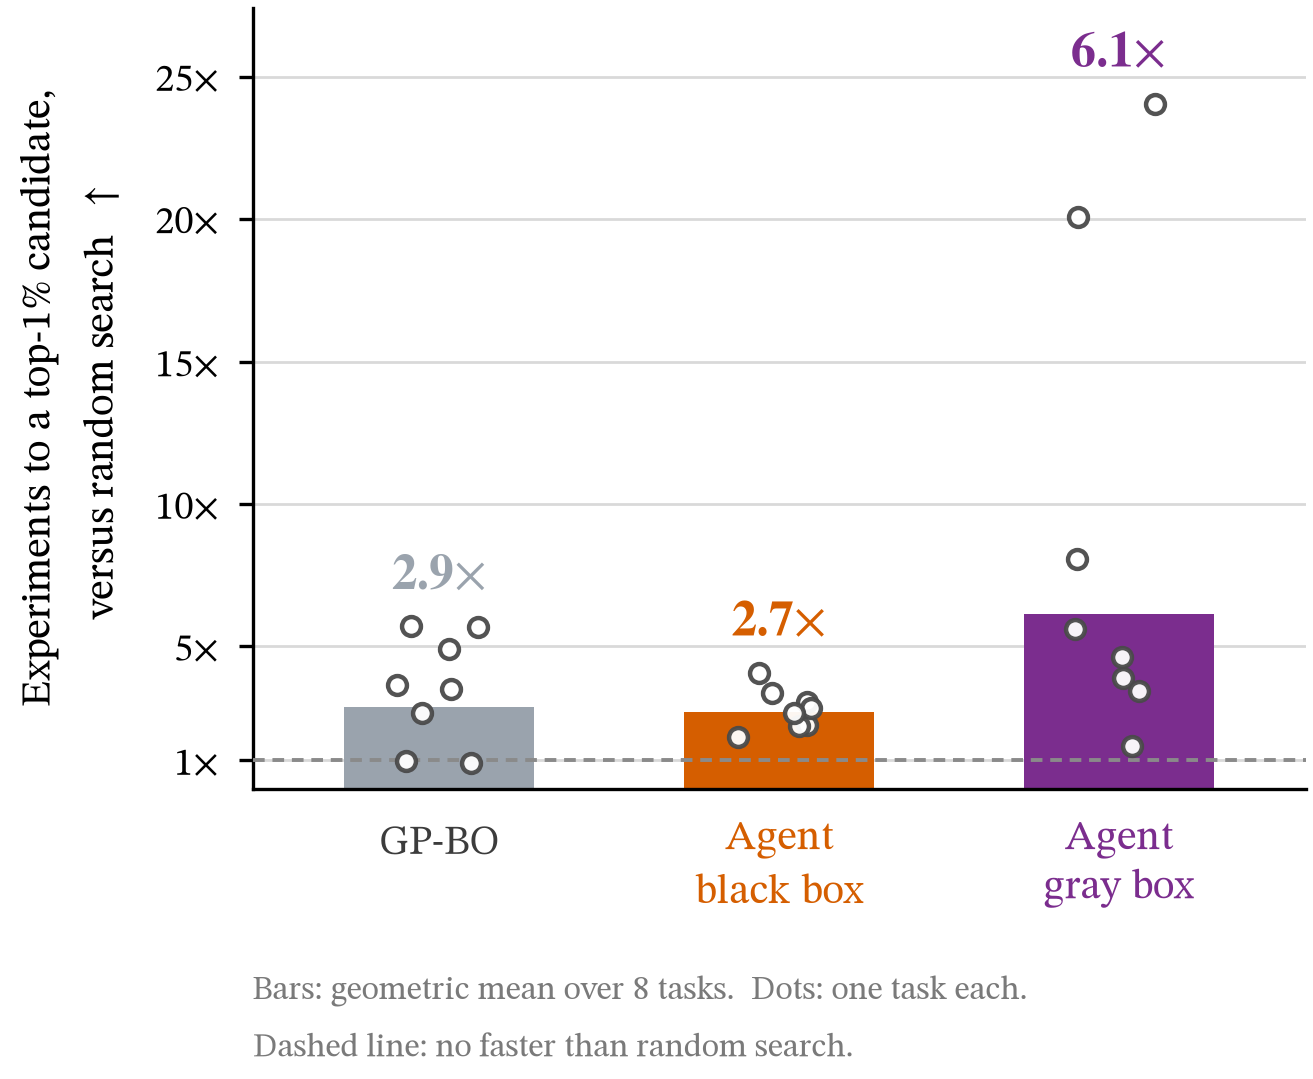 Experiments to a top-1% candidate,
versus random search ↑
25×
20×
15×
10×
5×
1×
2.9×
2.7×
6.1×
GP-BO
Agent
black box
Agent
gray box
Bars: geometric mean over 8 tasks. Dots: one task each.
Dashed line: no faster than random search.